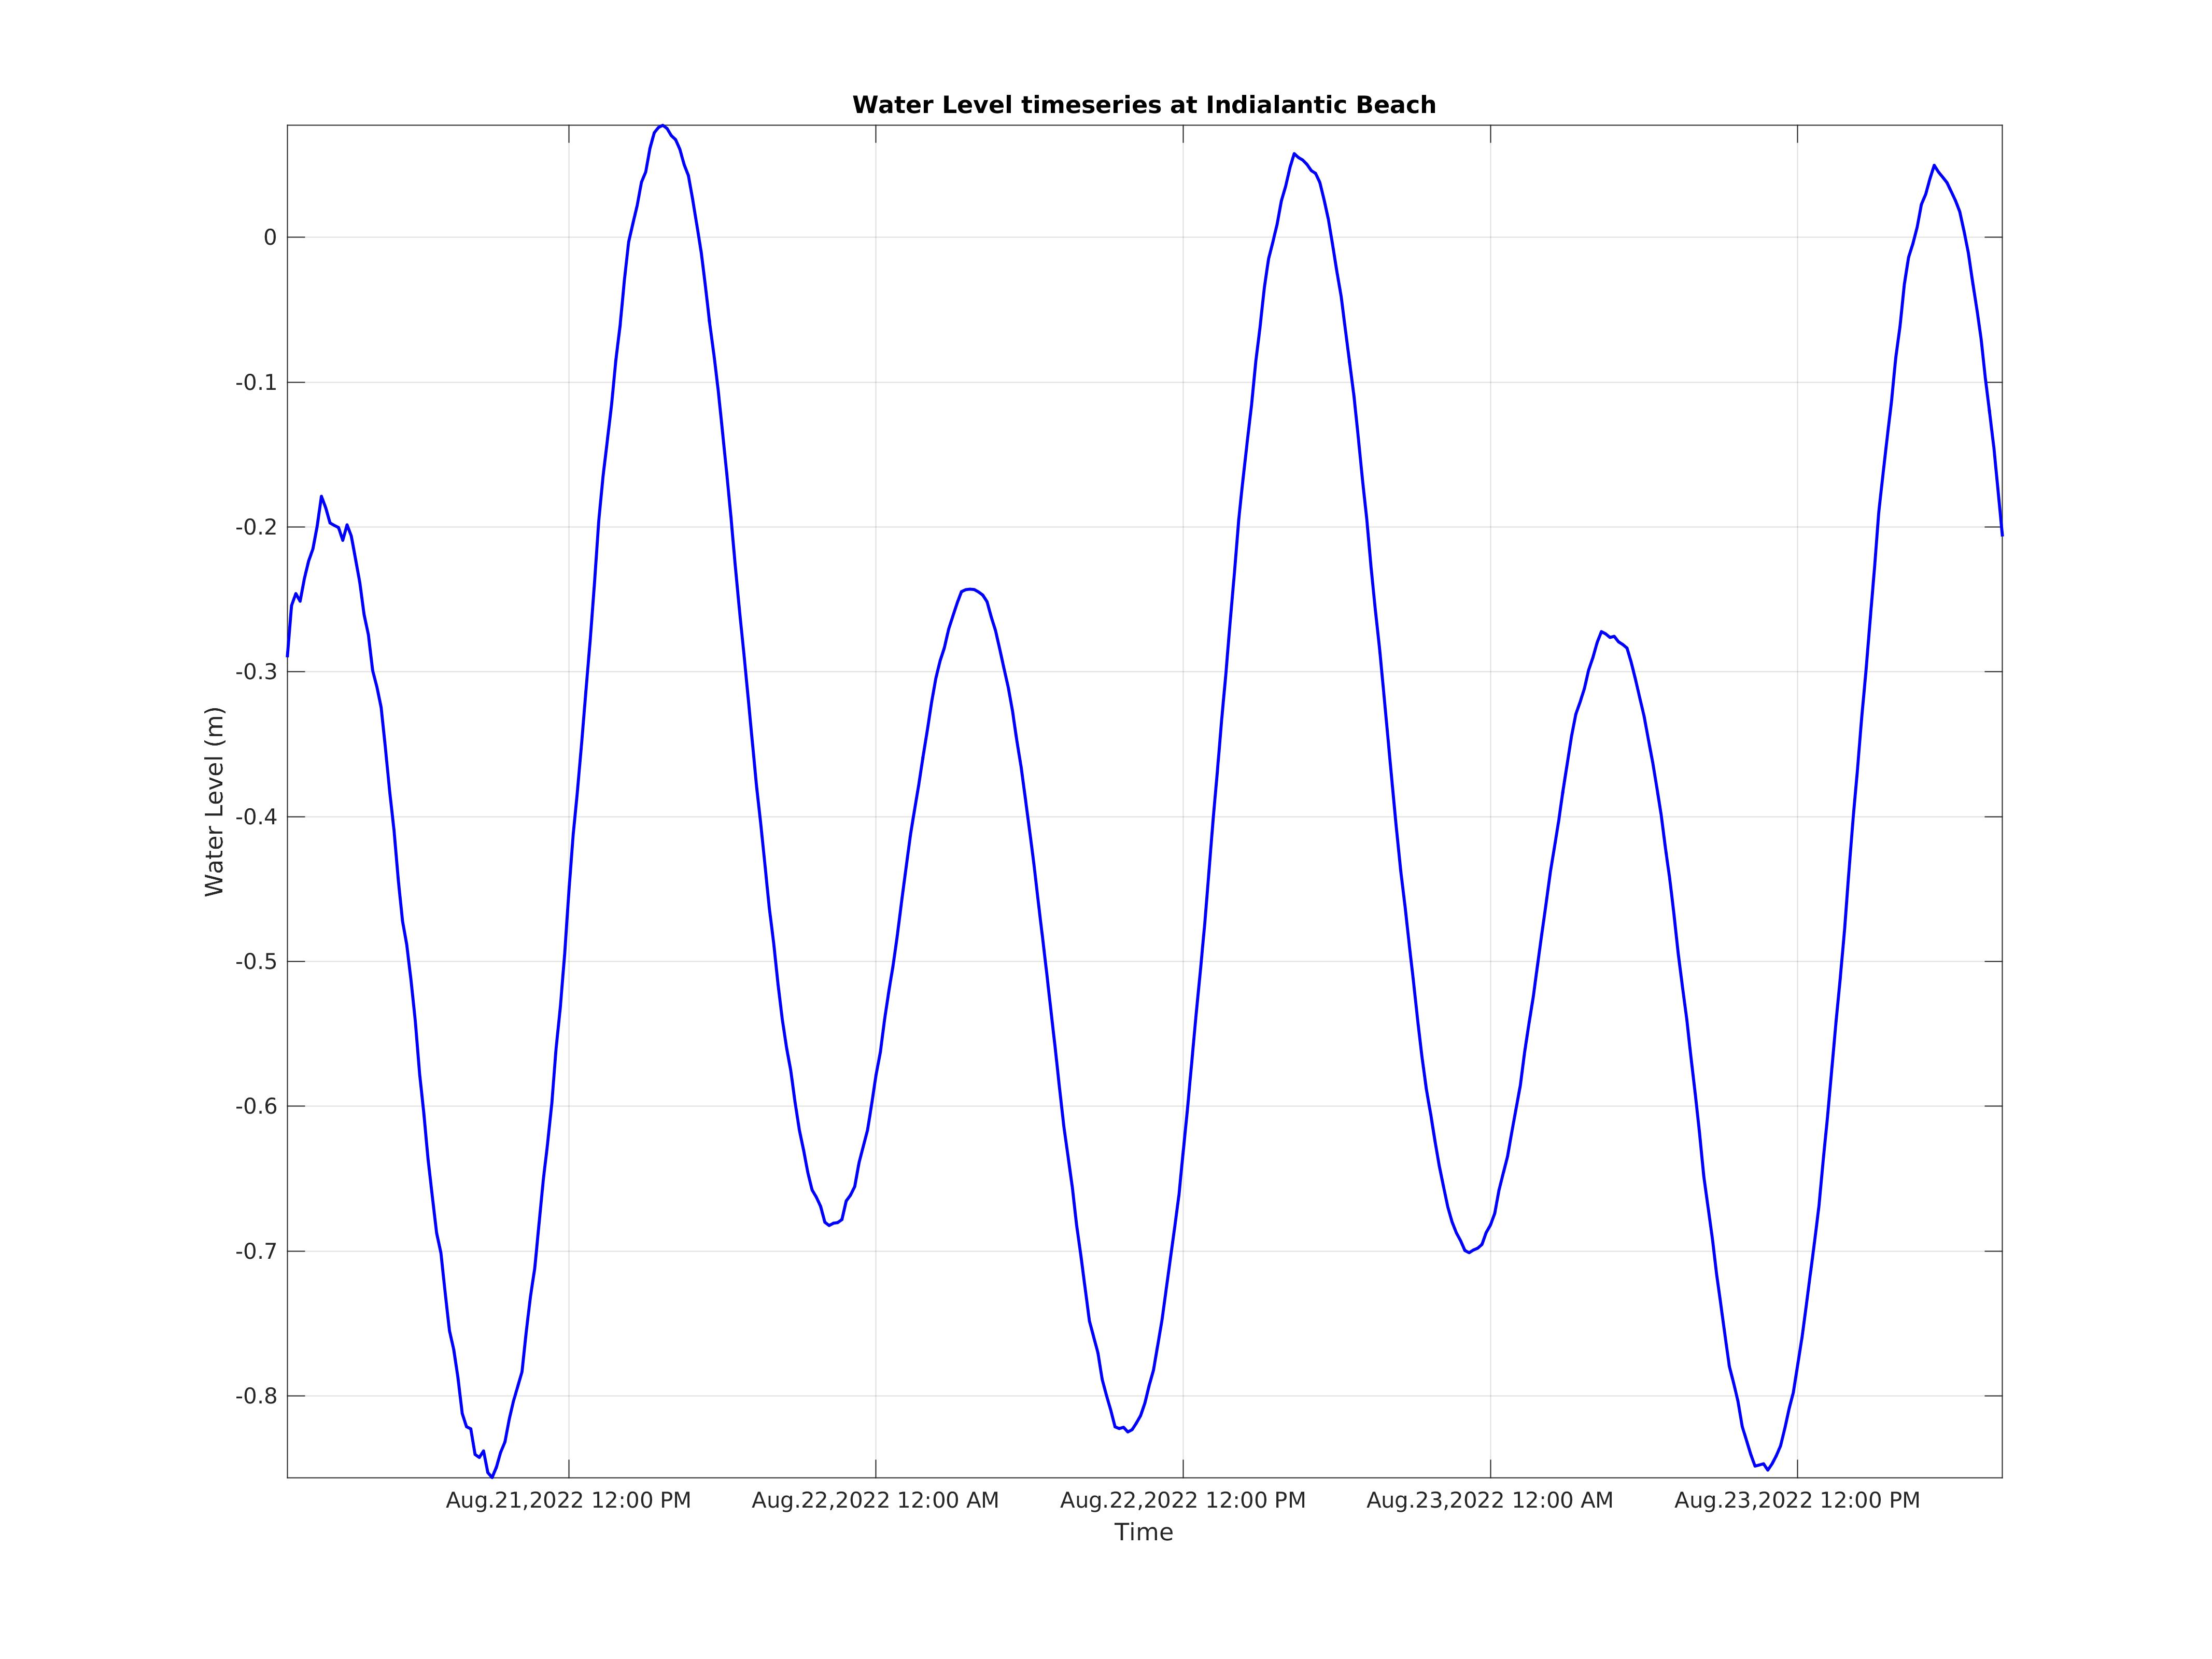 Water Level timeseries at Indialantic Beach
0
-0.1
-0.2
-0.3
-0.4
-0.5
-0.6
-0.7
-0.8
Water Level (m)
Aug.21,2022 12:00 PM
Aug.22,2022 12:00 AM
Aug.22,2022 12:00 PM
Aug.23,2022 12:00 AM
Aug.23,2022 12:00 PM
Time